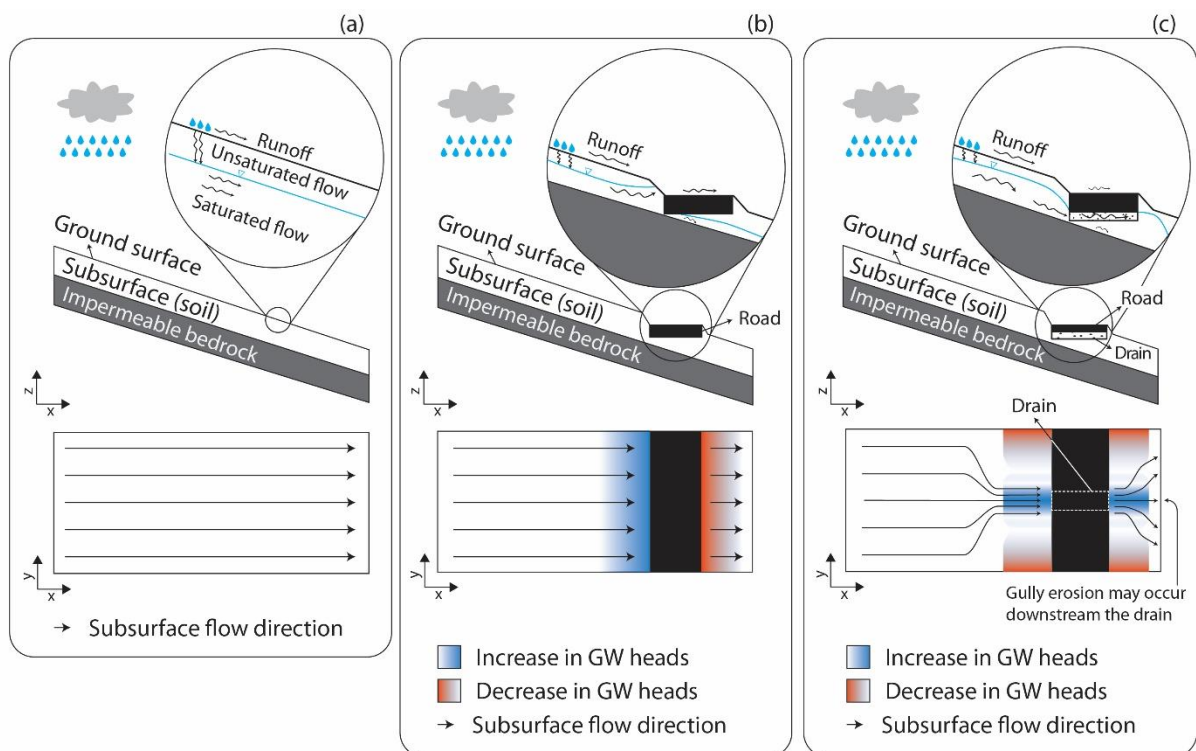 (a)
Runoff
Unsaturated flow
Saturated flow
Ground surface
Subsurface (soil)
Impermeable bedrock
z
x
y
x
Subsurface flow direction
(b)
Runoff
Ground surface
Subsurface (soil)
Impermeable bedrock
Road
z
x
y
x
Increase in GW heads
Decrease in GW heads
Subsurface flow direction
(c)
Runoff
Ground surface
Subsurface (soil)
Impermeable bedrock
Road
Drain
z
x
Drain
y
x
Gully erosion may occur
downstream the drain
Increase in GW heads
Decrease in GW heads
Subsurface flow direction